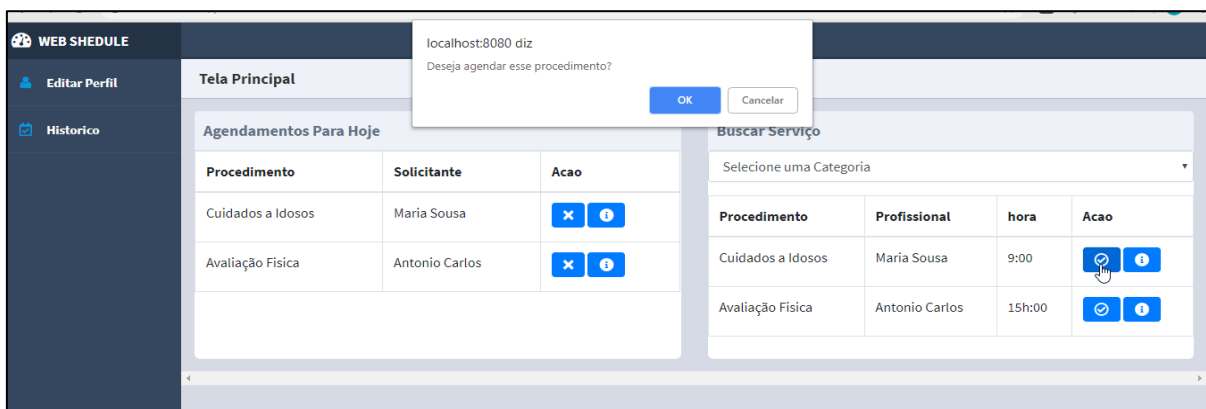 WEB SHEDULE
Editar Perfil
Historico
localhost:8080 diz
Deseja agendar esse procedimento?
OK
Cancelar
Tela Principal
Agendamentos Para Hoje
Procedimento Solicitante Acao
Cuidados a Idosos Maria Sousa
Avaliação Fisica Antonio Carlos
Buscar Serviço
Selecione uma Categoria
Procedimento Profissional hora Acao
Cuidados a Idosos Maria Sousa 9:00
Avaliação Fisica Antonio Carlos 15h:00